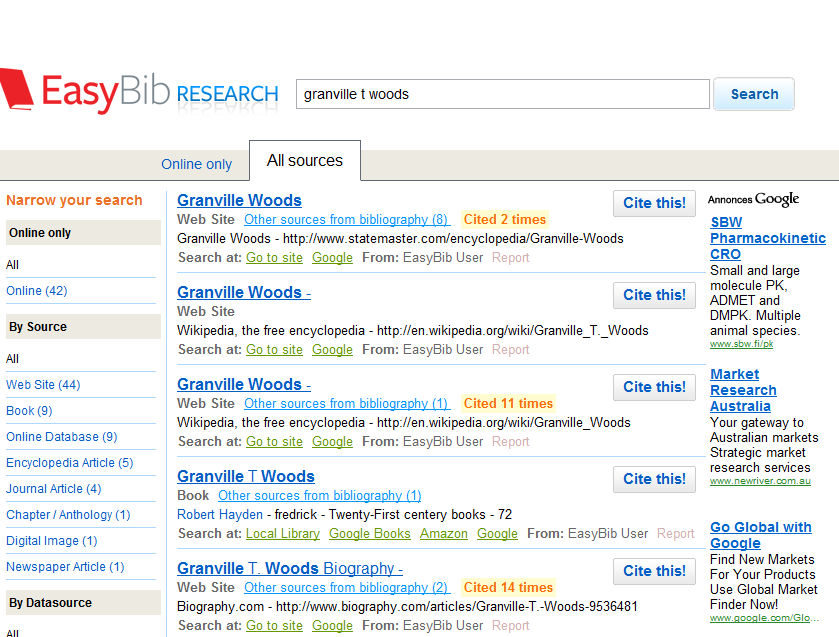 EasyBib RESEARCH
granville t woods
Search
Online only
All sources
Narrow your search
Online only
All
Online (42)
By Source
All
Web Site (44)
Book (9)
Online Database (9)
Encyclopedia Article (5)
Journal Article (4)
Chapter / Anthology (1)
Digital Image (1)
Newspaper Article (1)
By Datasource
All
Granville Woods
Cite this!
Web Site Other sources from bibliography (8) Cited 2 times
Granville Woods - http://www.statemaster.com/encyclopedia/Granville-Woods
Search at: Go to site Google From: EasyBib User Report
Granville Woods -
Cite this!
Web Site
Wikipedia, the free encyclopedia - http://en.wikipedia.org/wiki/Granville_T._Woods
Search at: Go to site Google From: EasyBib User Report
Granville Woods -
Cite this!
Web Site Other sources from bibliography (1) Cited 11 times
Wikipedia, the free encyclopedia - http://en.wikipedia.org/wiki/Granville_Woods
Search at: Go to site Google From: EasyBib User Report
Granville T Woods
Cite this!
Book Other sources from bibliography (1)
Robert Hayden - fredrick - Twenty-First centery books - 72
Search at: Local Library Google Books Amazon Google From: EasyBib User Report
Granville T. Woods Biography -
Cite this!
Web Site Other sources from bibliography (2) Cited 14 times
Biography.com - http://www.biography.com/articles/Granville-T.-Woods-9536481
Search at: Go to site Google From: EasyBib User Report
Annonces Google
SBW
Pharmacokinetic
CRO
Small and large
molecule PK,
ADMET and
DMPK. Multiple
animal species.
www.sbw.fi/pk
Market
Research
Australia
Your gateway to
Australian markets
Strategic market
research services
www.newriver.com.au
Go Global with
Google
Find New Markets
For Your Products
Use Global Market
Finder Now!
www.google.com/Glo...